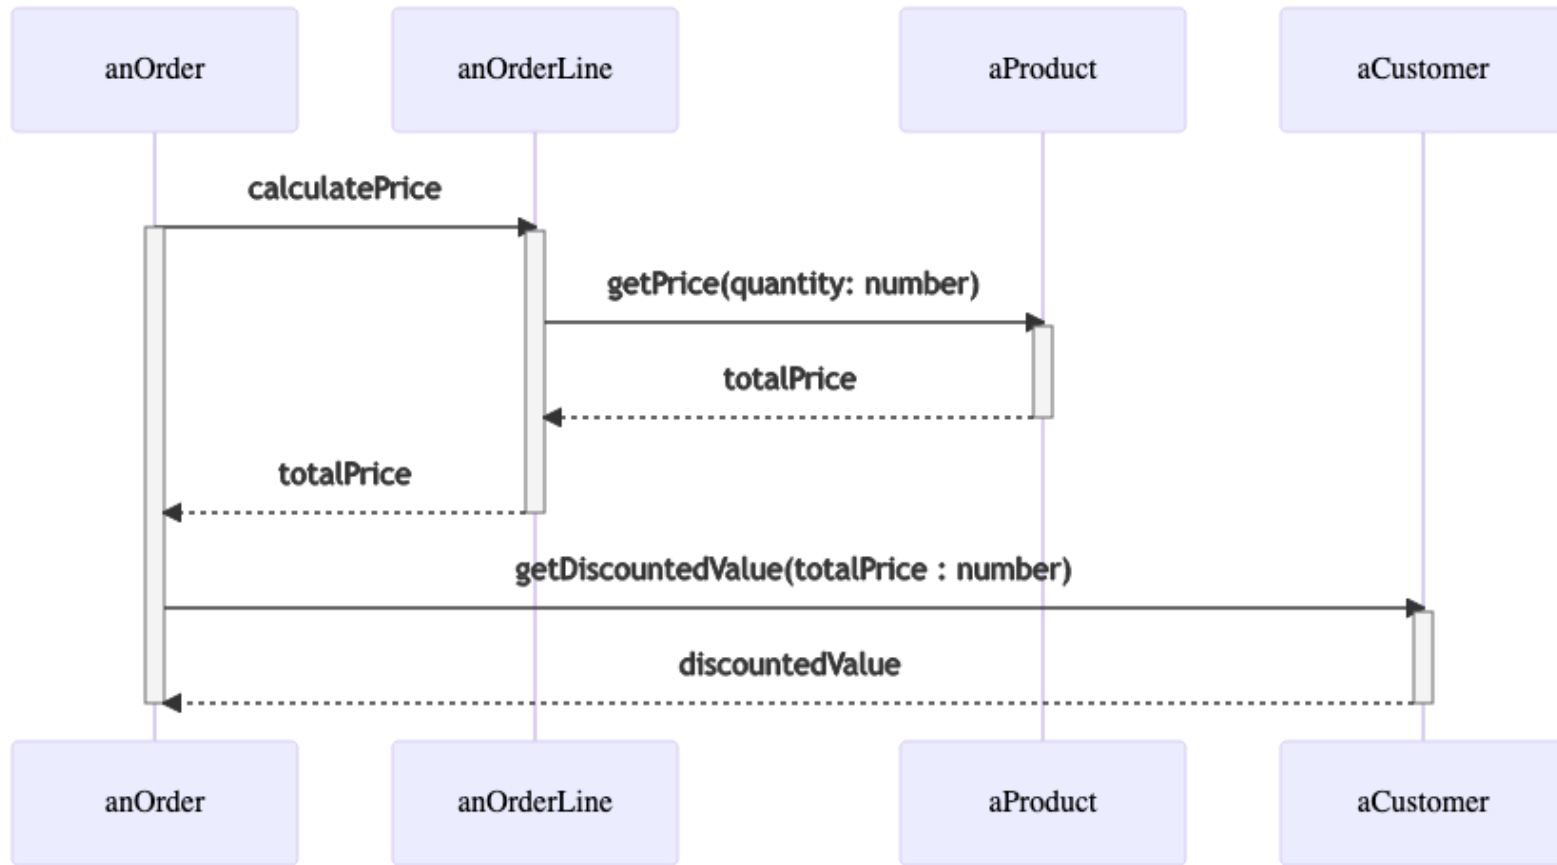 anOrder
anOrderLine
aProduct
aCustomer
calculatePrice
getPrice(quantity: number)
totalPrice
totalPrice
getDiscountedValue(totalPrice : number)
discountedValue
anOrder
anOrderLine
aProduct
aCustomer